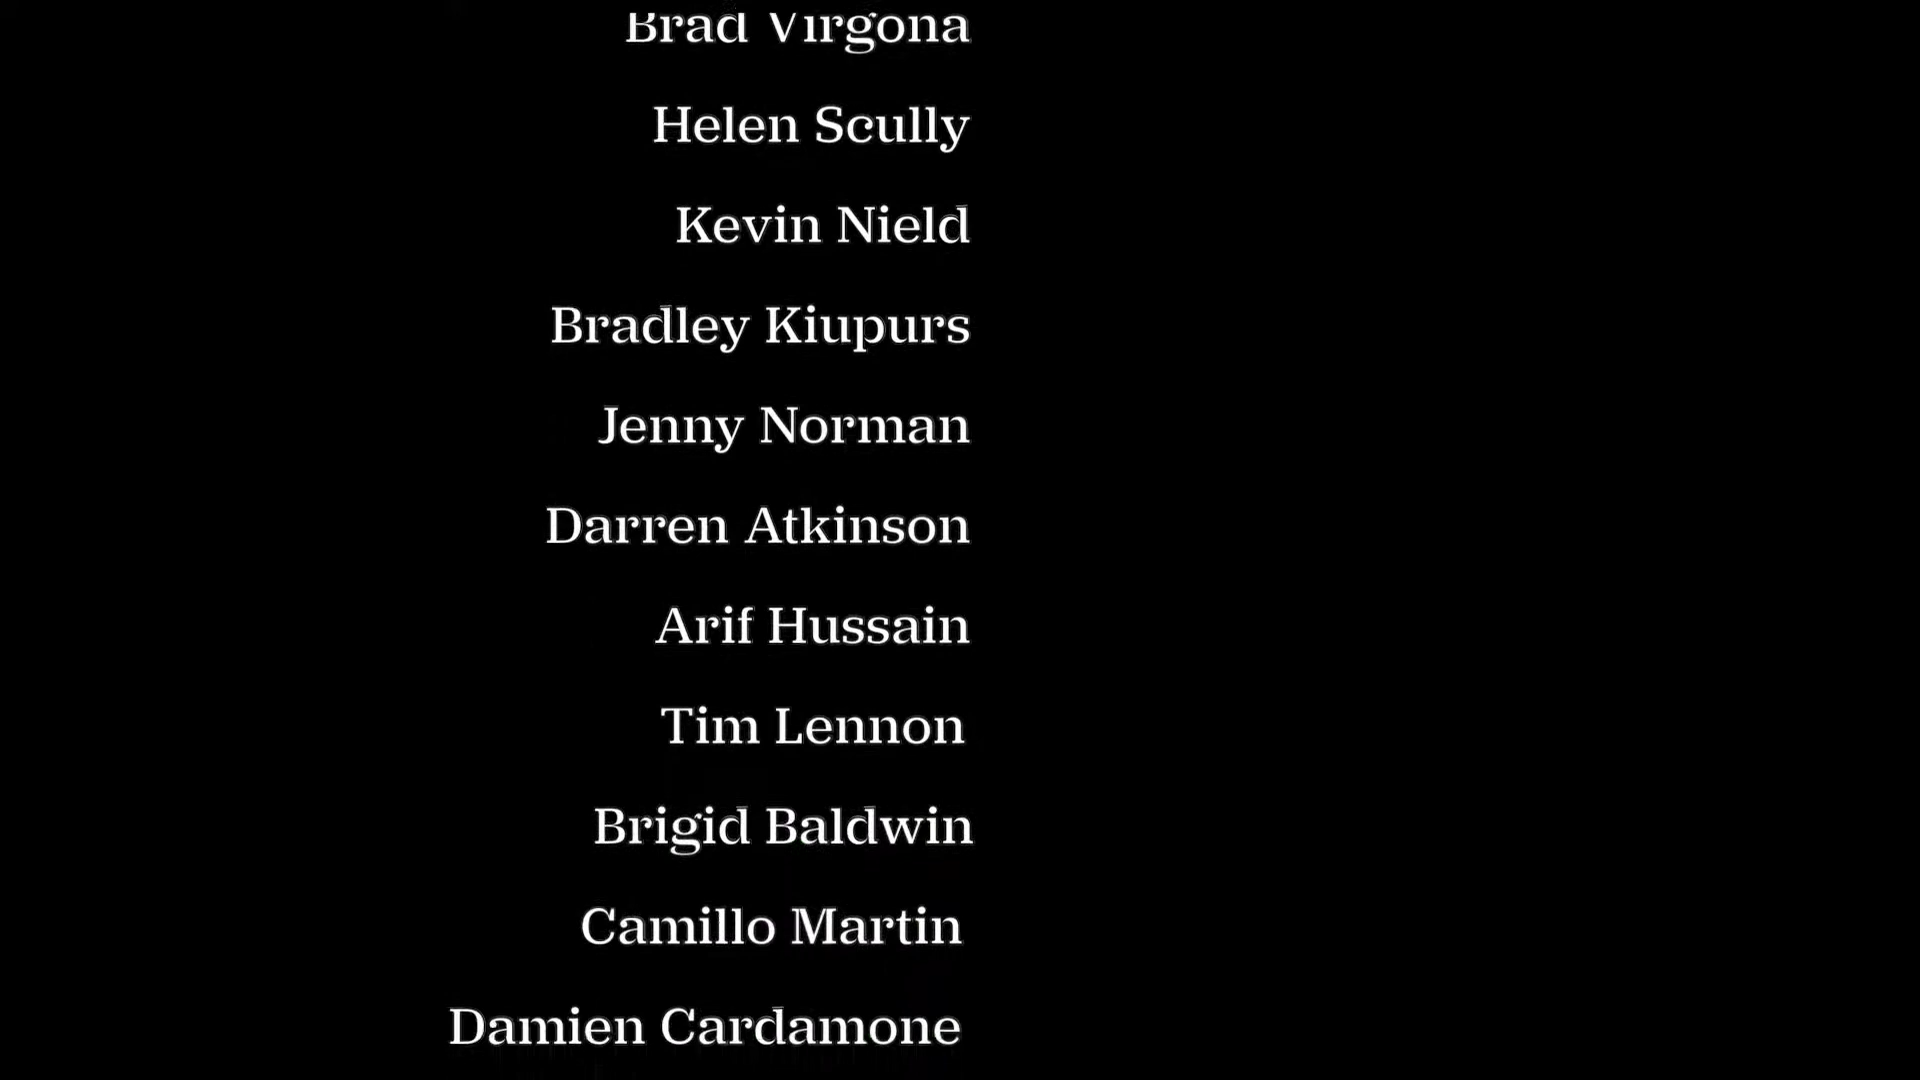 Brad Virgona
Helen Scully
Kevin Nield
Bradley Kiupurs
Jenny Norman
Darren Atkinson
Arif Hussain
Tim Lennon
Brigid Baldwin
Camillo Martin
Damien Cardamone